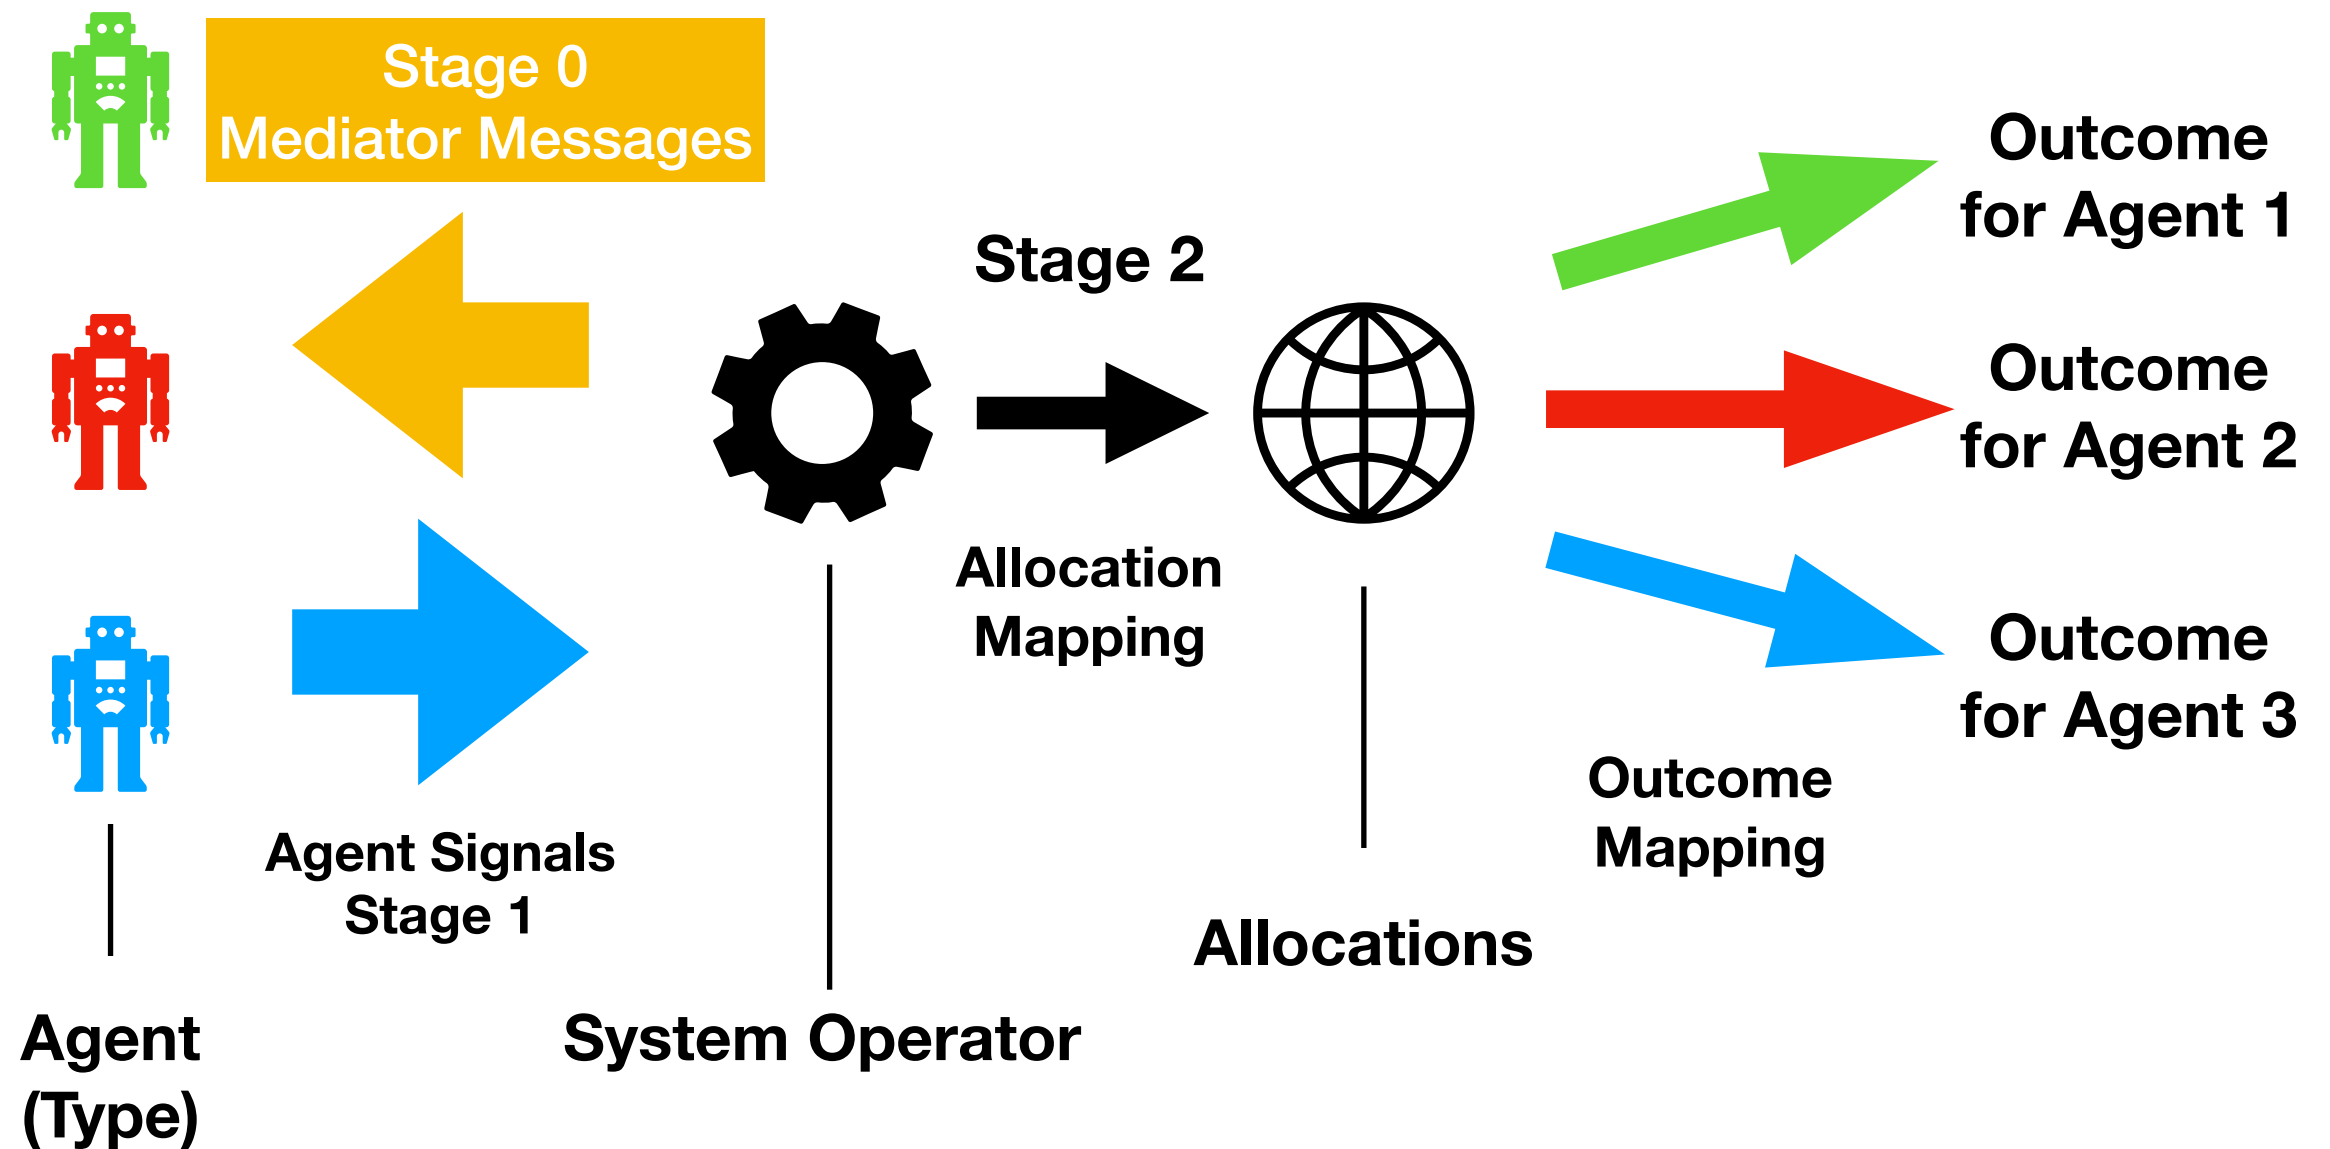 Stage 0
Mediator Messages
Outcome
for Agent 1
Stage 2
Outcome
for Agent 2
Allocation
Mapping
Outcome
for Agent 3
Outcome
Mapping
Agent Signals
Stage 1
Allocations
System Operator
Agent
(Type)